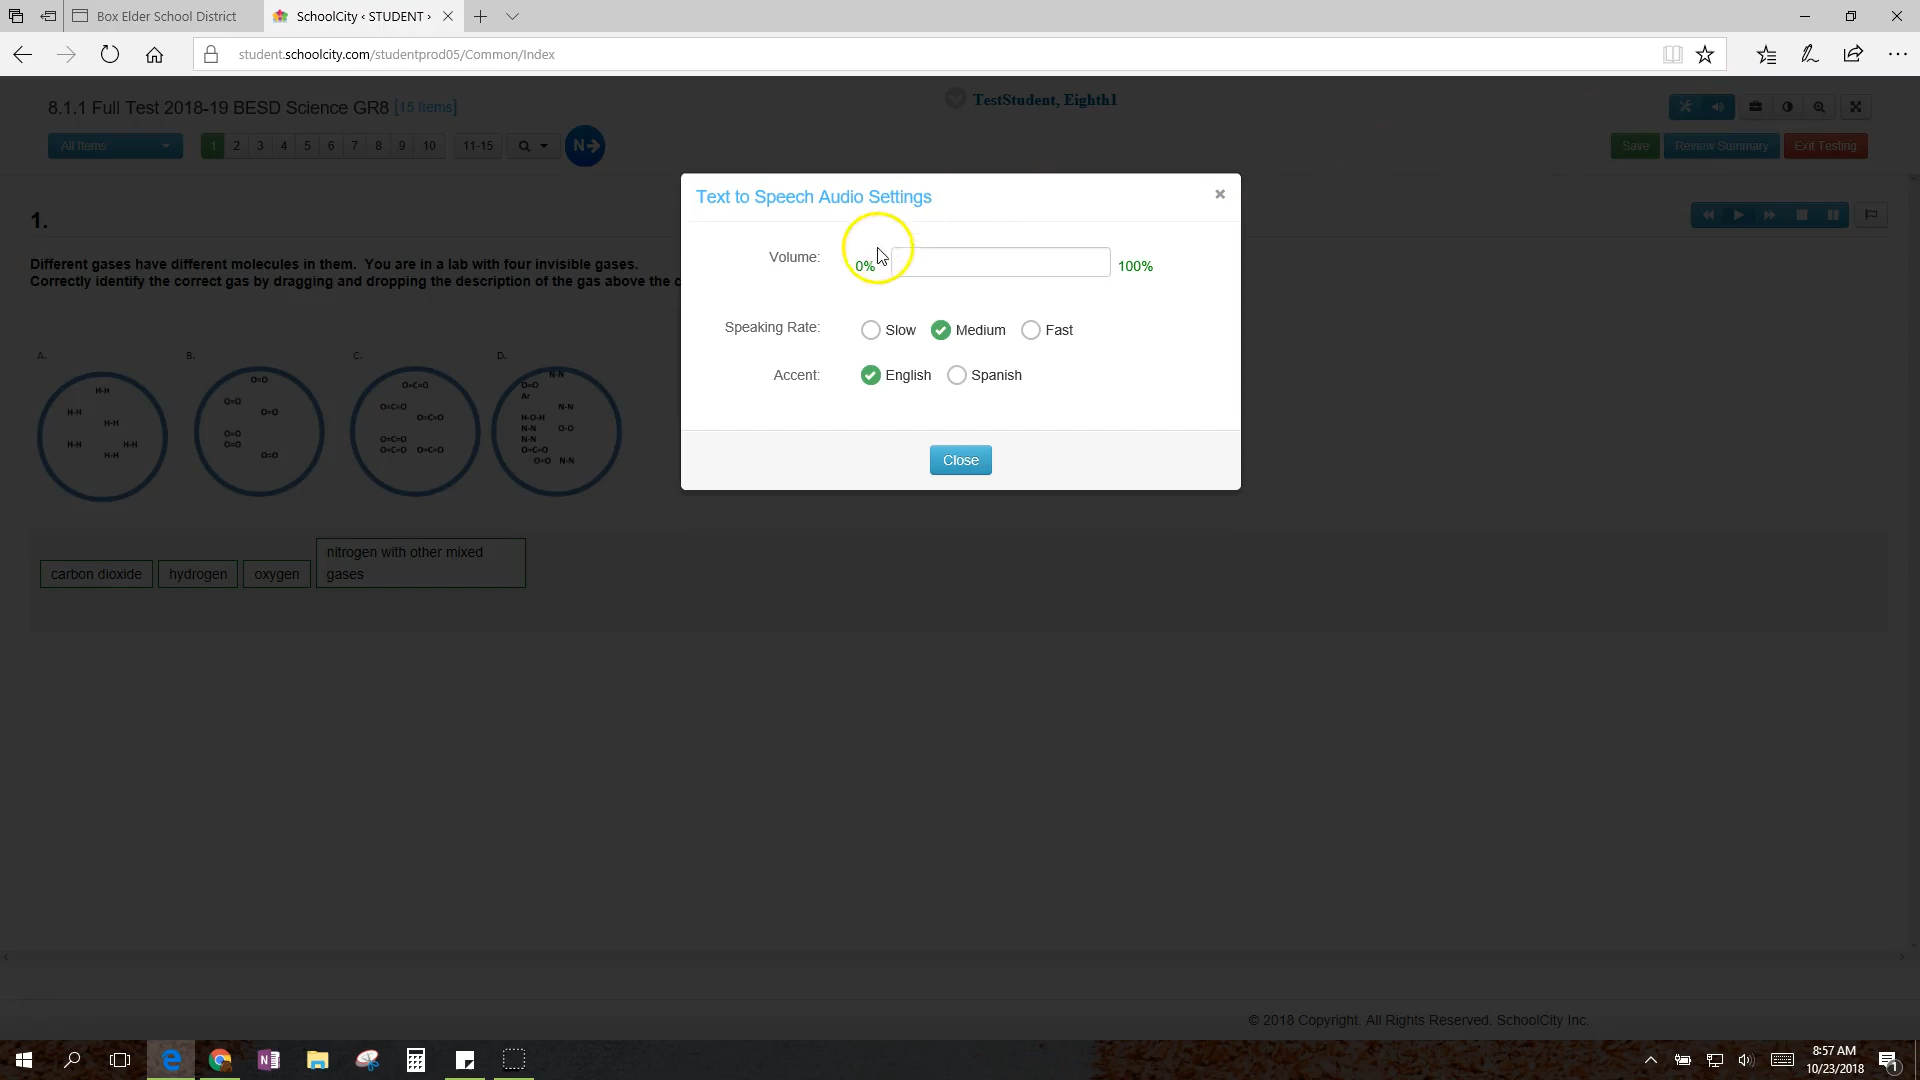 Box Elder School District
SchoolCity ‹ STUDENT ›
student.schoolcity.com/studentprod05/Common/Index
8.1.1 Full Test 2018-19 BESD Science GR8 [15 Items]
TestStudent, Eighth1
All Items
1 2 3 4 5 6 7 8 9 10 11-15
N
Save Review Summary Exit Testing
Text to Speech Audio Settings
Volume: 0% 100%
Speaking Rate: Slow Medium Fast
Accent: English Spanish
Close
1.
Different gases have different molecules in them. You are in a lab with four invisible gases.
Correctly identify the correct gas by dragging and dropping the description of the gas above the c
A. B. C. D.
H-H
H-H
H-H
H-H H-H
H-H
O=O
O=O
O=O
O=O
O=O
O=O
O=C=O
O=C=O
O=C=O
O=C=O
O=C=O O=C=O
N-N
O=O
Ar
N-N
H-O-H
N-N O-O
N-N
O=C=O
O=O N-N
carbon dioxide
hydrogen
oxygen
nitrogen with other mixed
gases
© 2018 Copyright. All Rights Reserved. SchoolCity Inc.
8:57 AM
10/23/2018
1